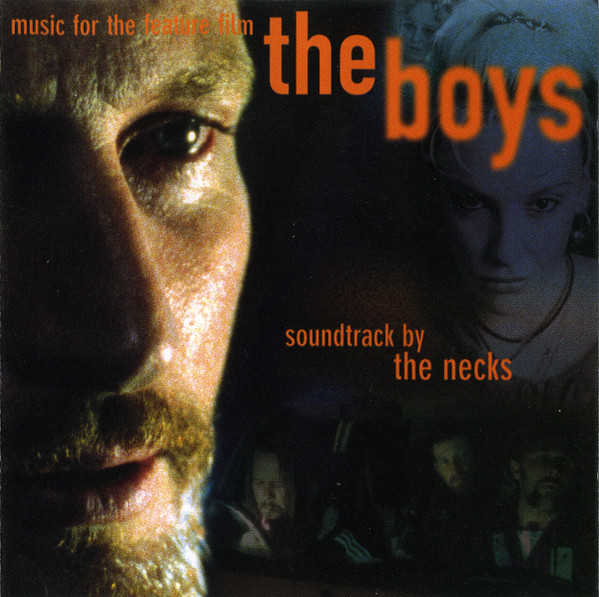 music for the feature film
the
boys
soundtrack by
the necks